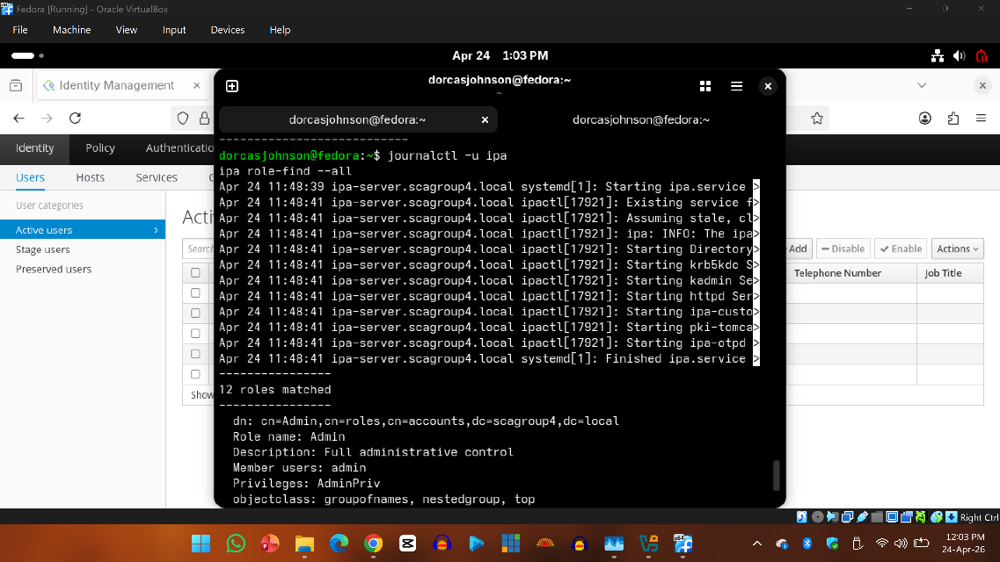 Fedora [Running] - Oracle VirtualBox
File Machine View Input Devices Help
Apr 24 1:03 PM
Identity Management
dorcasjohnson@fedora:~
~
dorcasjohnson@fedora:~ dorcasjohnson@fedora:~
Identity Policy Authenticatio
Users Hosts Services
User categories
Active users
Stage users
Preserved users
Acti
Search
Add Disable Enable Actions
Telephone Number Job Title
Show
---------------------------
dorcasjohnson@fedora:~$ journalctl -u ipa
ipa role-find --all
Apr 24 11:48:39 ipa-server.scagroup4.local systemd[1]: Starting ipa.service >
Apr 24 11:48:41 ipa-server.scagroup4.local ipactl[17921]: Existing service f>
Apr 24 11:48:41 ipa-server.scagroup4.local ipactl[17921]: Assuming stale, cl>
Apr 24 11:48:41 ipa-server.scagroup4.local ipactl[17921]: ipa: INFO: The ipa>
Apr 24 11:48:41 ipa-server.scagroup4.local ipactl[17921]: Starting Directory>
Apr 24 11:48:41 ipa-server.scagroup4.local ipactl[17921]: Starting krb5kdc S>
Apr 24 11:48:41 ipa-server.scagroup4.local ipactl[17921]: Starting kadmin Se>
Apr 24 11:48:41 ipa-server.scagroup4.local ipactl[17921]: Starting httpd Ser>
Apr 24 11:48:41 ipa-server.scagroup4.local ipactl[17921]: Starting ipa-custo>
Apr 24 11:48:41 ipa-server.scagroup4.local ipactl[17921]: Starting pki-tomca>
Apr 24 11:48:41 ipa-server.scagroup4.local ipactl[17921]: Starting ipa-otpd >
Apr 24 11:48:41 ipa-server.scagroup4.local systemd[1]: Finished ipa.service >
----------------
12 roles matched
----------------
dn: cn=Admin,cn=roles,cn=accounts,dc=scagroup4,dc=local
Role name: Admin
Description: Full administrative control
Member users: admin
Privileges: AdminPriv
objectclass: groupofnames, nestedgroup, top
Right Ctrl
12:03 PM
24-Apr-26